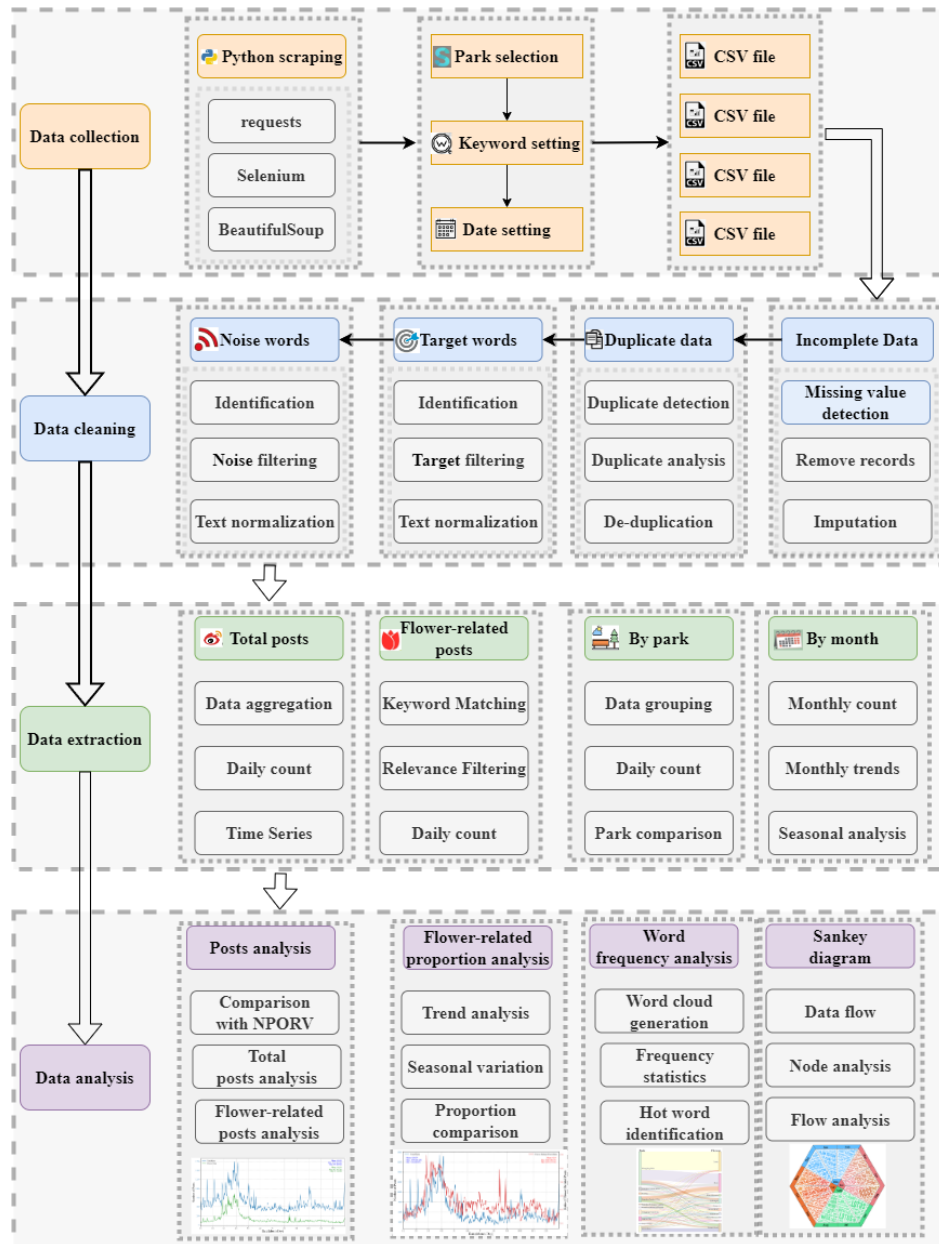 Data collection
Python scraping
requests
Selenium
BeautifulSoup
Park selection
Keyword setting
Date setting
CSV file
CSV file
CSV file
CSV file
CSV
CSV
CSV
CSV
Data cleaning
Noise words
Identification
Noise filtering
Text normalization
Target words
Identification
Target filtering
Text normalization
Duplicate data
Duplicate detection
Duplicate analysis
De-duplication
Incomplete Data
Missing value
detection
Remove records
Imputation
Data extraction
Total posts
Data aggregation
Daily count
Time Series
Flower-related
posts
Keyword Matching
Relevance Filtering
Daily count
By park
Data grouping
Daily count
Park comparison
By month
Monthly count
Monthly trends
Seasonal analysis
Data analysis
Posts analysis
Comparison
with NPORV
Total
posts analysis
Flower-related
posts analysis
Flower-related
proportion analysis
Trend analysis
Seasonal variation
Proportion
comparison
Word
frequency analysis
Word cloud
generation
Frequency
statistics
Hot word
identification
Sankey
diagram
Data flow
Node analysis
Flow analysis